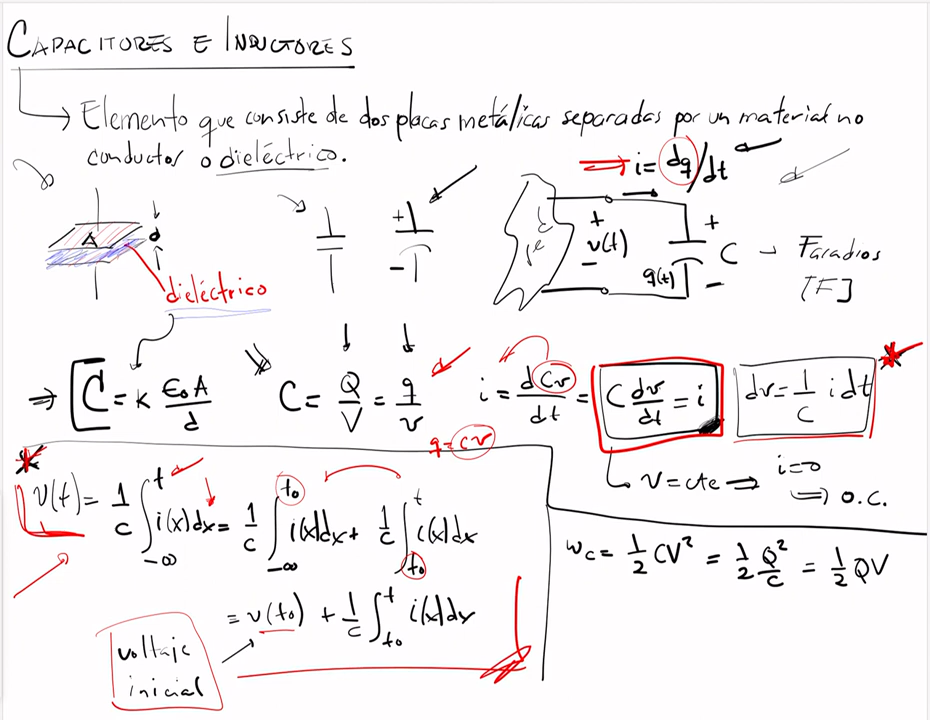 CAPACITORES E INDUCTORES
Elemento que consiste de dos placas metálicas separadas por un material no
conductor o dieléctrico.
i = dq/dt
A
d
+
-
+
v(t)
-
q(t)
+
C
-
Faradios
[F]
dieléctrico
C = K ε₀A/d
C = Q/V = q/v
q = cv
i = dCv/dt = C dv/dt = i
dv = 1/C i dt
v = cte → i=0
⇒ O.C.
v(t) = 1/C ∫_{-∞}^{t} i(x)dx = 1/C ∫_{-∞}^{t₀} i(x)dx + 1/C ∫_{t₀}^{t} i(x)dx
= v(t₀) + 1/C ∫_{t₀}^{t} i(x)dx
voltaje
inicial
w_C = 1/2 CV² = 1/2 Q²/C = 1/2 QV